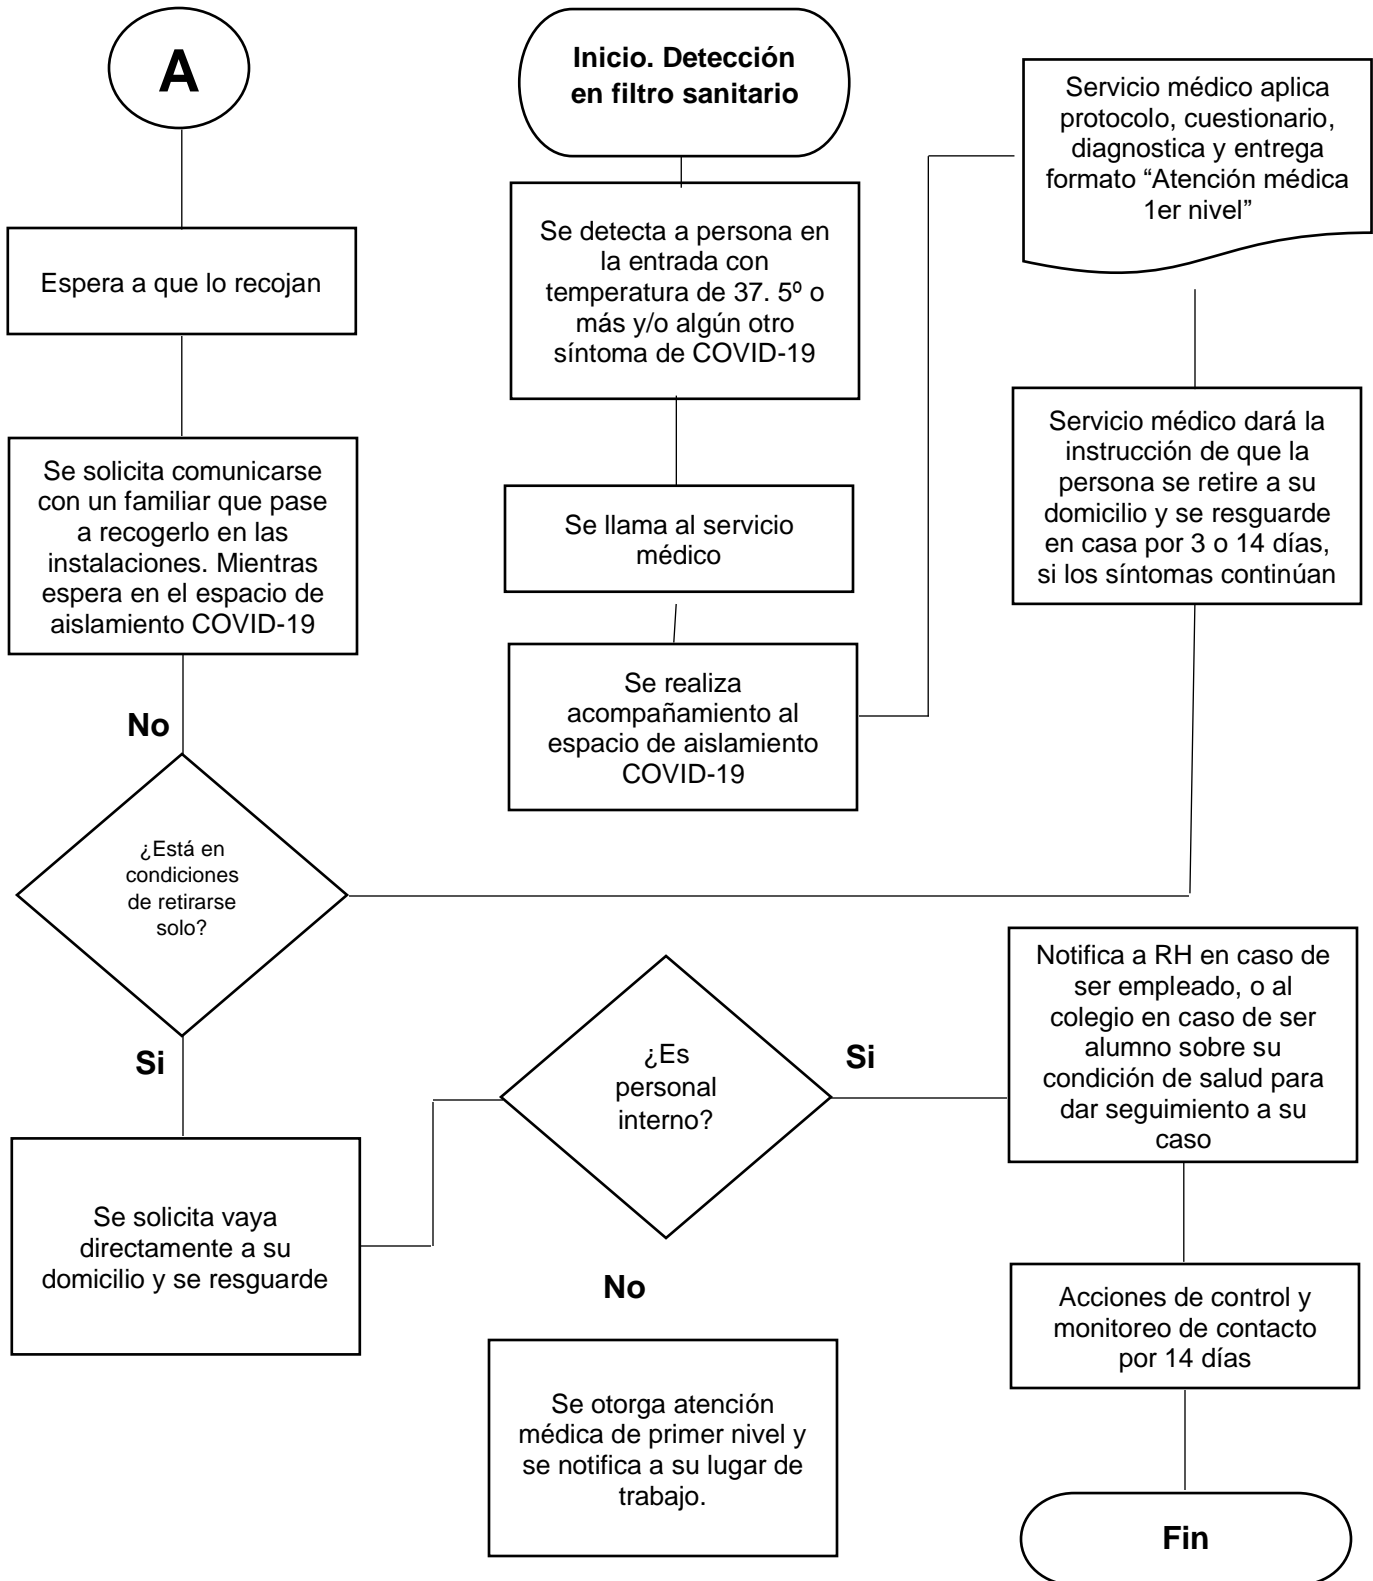 A
Espera a que lo recojan
Se solicita comunicarse
con un familiar que pase
a recogerlo en las
instalaciones. Mientras
espera en el espacio de
aislamiento COVID-19
No
¿Está en
condiciones
de retirarse
solo?
Si
Se solicita vaya
directamente a su
domicilio y se resguarde
Inicio. Detección
en filtro sanitario
Se detecta a persona en
la entrada con
temperatura de 37. 5º o
más y/o algún otro
síntoma de COVID-19
Se llama al servicio
médico
Se realiza
acompañamiento al
espacio de aislamiento
COVID-19
¿Es
personal
interno?
Si
No
Se otorga atención
médica de primer nivel y
se notifica a su lugar de
trabajo.
Servicio médico aplica
protocolo, cuestionario,
diagnostica y entrega
formato “Atención médica
1er nivel”
Servicio médico dará la
instrucción de que la
persona se retire a su
domicilio y se resguarde
en casa por 3 o 14 días,
si los síntomas continúan
Notifica a RH en caso de
ser empleado, o al
colegio en caso de ser
alumno sobre su
condición de salud para
dar seguimiento a su
caso
Acciones de control y
monitoreo de contacto
por 14 días
Fin